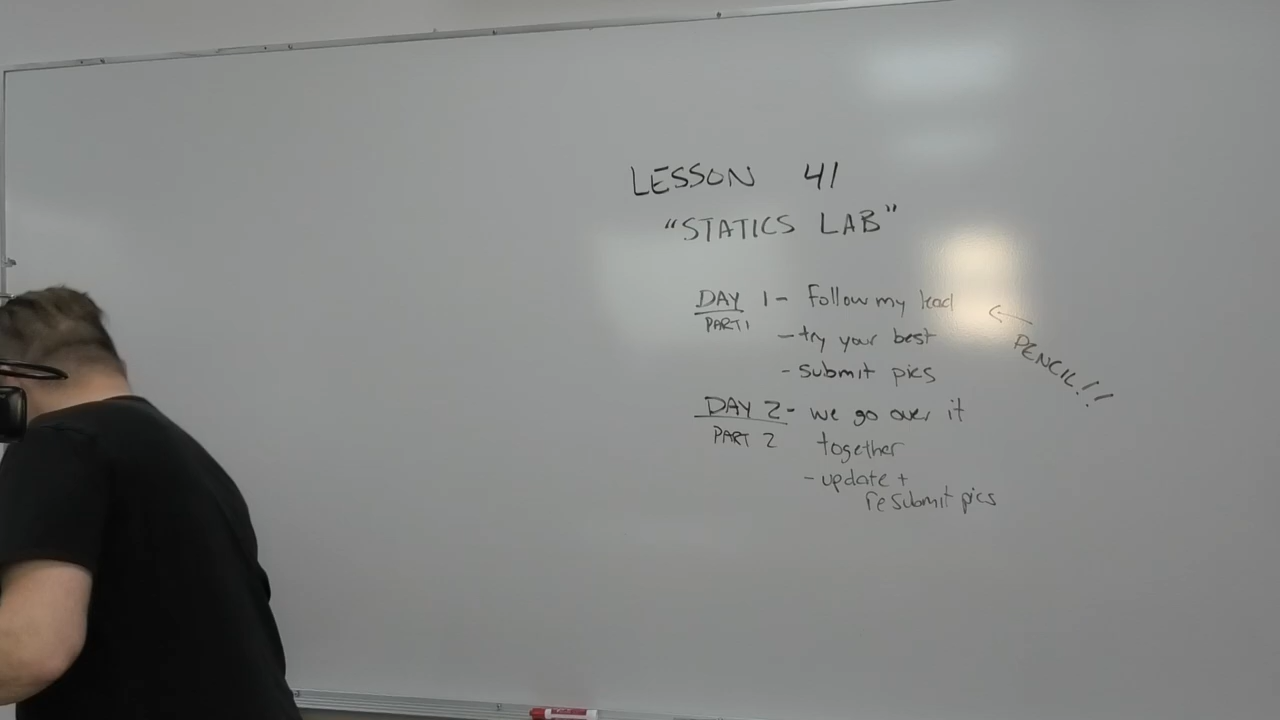 LESSON 41
"STATICS LAB"
DAY 1 - Follow my lead
PART 1
- try your best
- submit pics
PENCIL!!
DAY 2 - we go over it
PART 2 together
- update +
resubmit pics